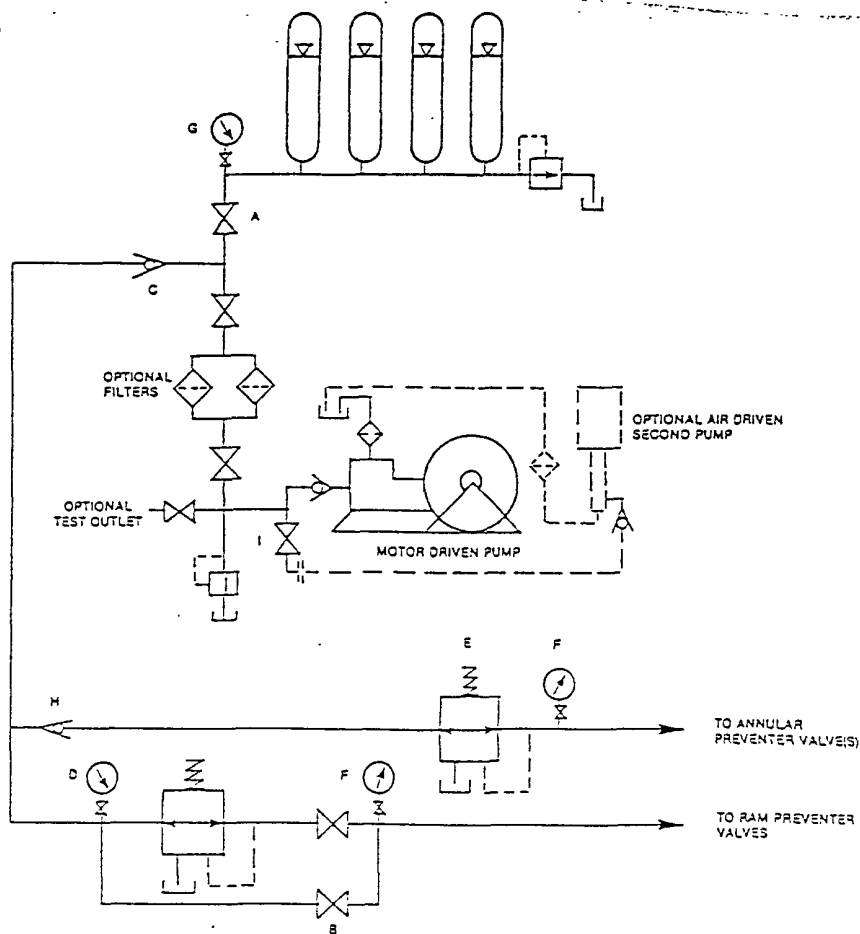 G
A
C
OPTIONAL
FILTERS
OPTIONAL AIR DRIVEN
SECOND PUMP
OPTIONAL
TEST OUTLET
I
MOTOR DRIVEN PUMP
E
F
H
TO ANNULAR
PREVENTER VALVE(S)
D
F
TO RAM PREVENTER
VALVES
B